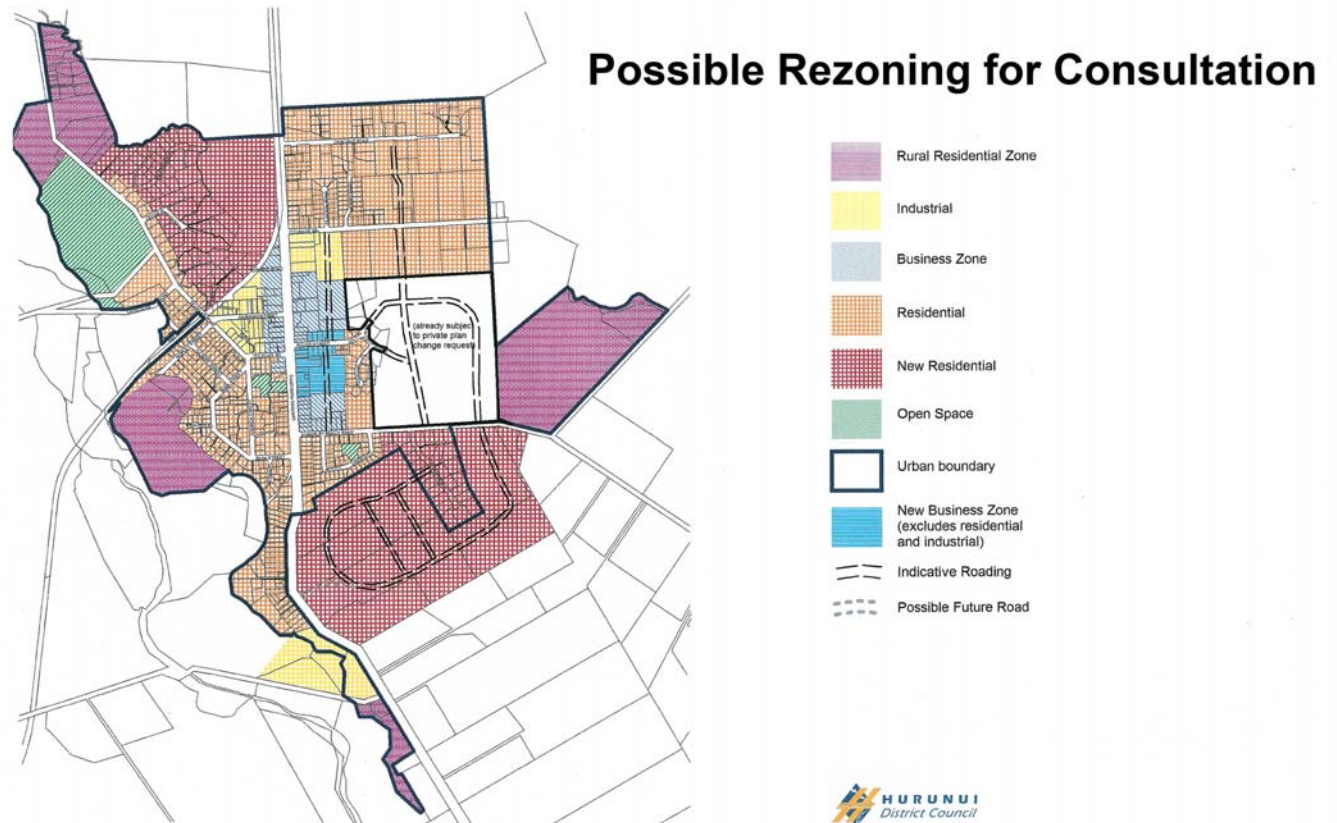 Possible Rezoning for Consultation
Rural Residential Zone
Industrial
Business Zone
Residential
New Residential
Open Space
Urban boundary
New Business Zone
(excludes residential
and industrial)
Indicative Roading
Possible Future Road
(already subject
to private plan
change request)
HURUNUI
District Council